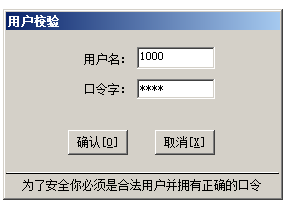 用户校验
用户名: 1000
口令字: ****
确认[O] 取消[X]
为了安全你必须是合法用户并拥有正确的口令